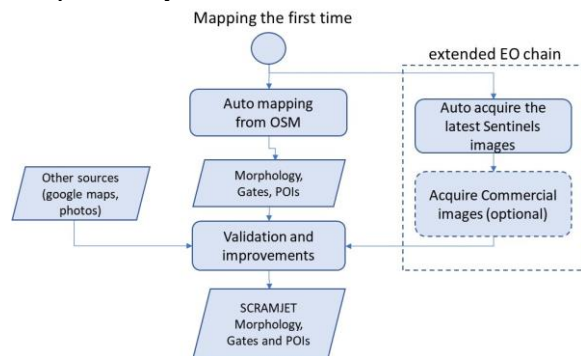 Mapping the first time
extended EO chain
Auto mapping
from OSM
Auto acquire the
latest Sentinels
images
Other sources
(google maps,
photos)
Morphology,
Gates, POIs
Acquire Commercial
images (optional)
Validation and
improvements
SCRAMJET
Morphology,
Gates and POIs